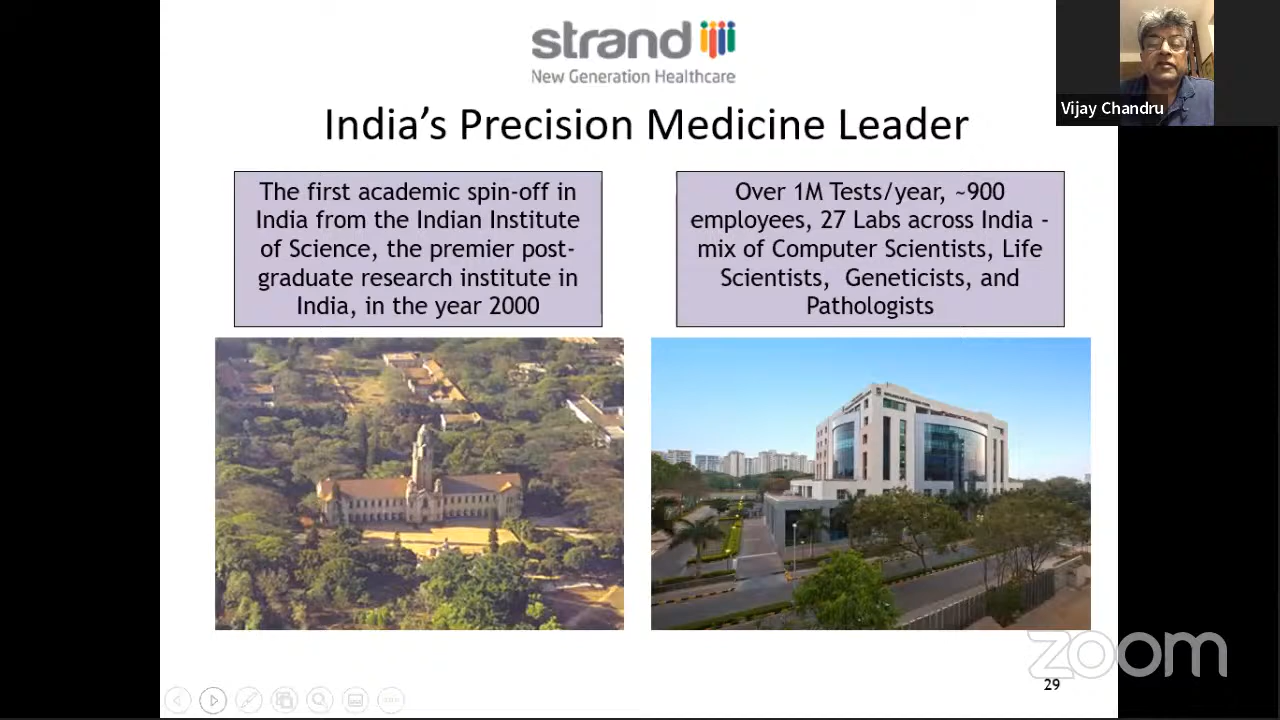 strand
New Generation Healthcare
Vijay Chandru
India's Precision Medicine Leader
The first academic spin-off in
India from the Indian Institute
of Science, the premier post-
graduate research institute in
India, in the year 2000
Over 1M Tests/year, ~900
employees, 27 Labs across India -
mix of Computer Scientists, Life
Scientists, Geneticists, and
Pathologists
zoom
29